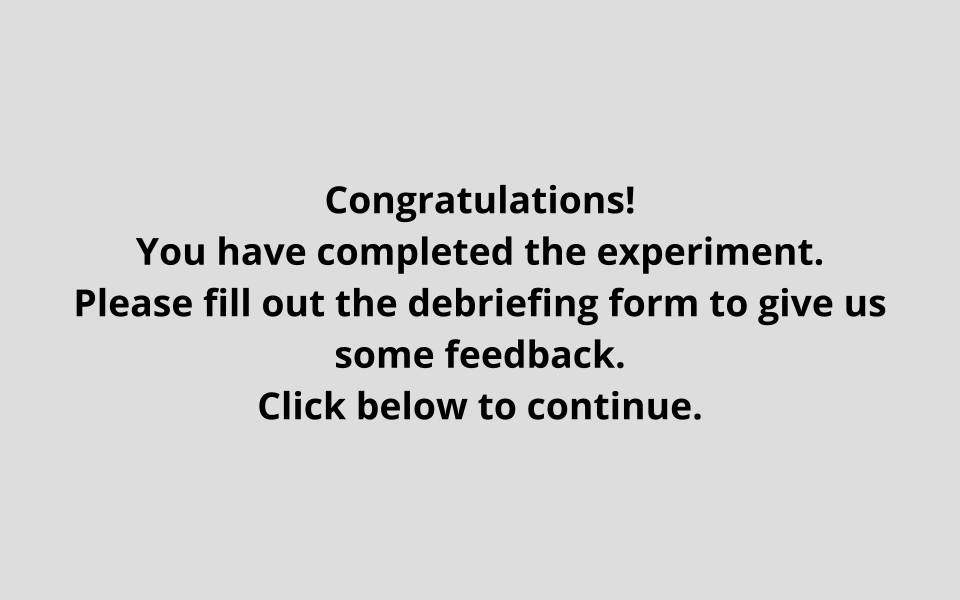 Congratulations!
You have completed the experiment.
Please fill out the debriefing form to give us
some feedback.
Click below to continue.